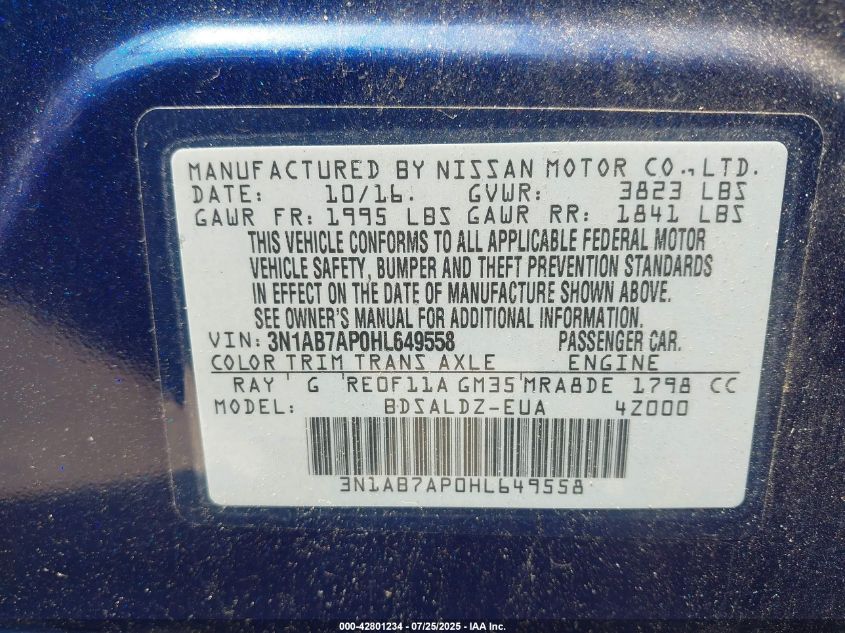 MANUFACTURED BY NISSAN MOTOR CO.,LTD.
DATE: 10/16. GVWR: 3823 LBS
GAWR FR: 1995 LBS GAWR RR: 1841 LBS
THIS VEHICLE CONFORMS TO ALL APPLICABLE FEDERAL MOTOR
VEHICLE SAFETY, BUMPER AND THEFT PREVENTION STANDARDS
IN EFFECT ON THE DATE OF MANUFACTURE SHOWN ABOVE.
SEE OWNER'S MANUAL FOR ADDITIONAL INFORMATION.
VIN: 3N1AB7AP0HL649558 PASSENGER CAR.
COLOR TRIM TRANS AXLE ENGINE
RAY G RE0F11A GM35 MRA8DE 1798 CC
MODEL: BDSALDZ-EUA 4Z000
3N1AB7AP0HL649558
000-42801234 - 07/25/2025 - IAA Inc.